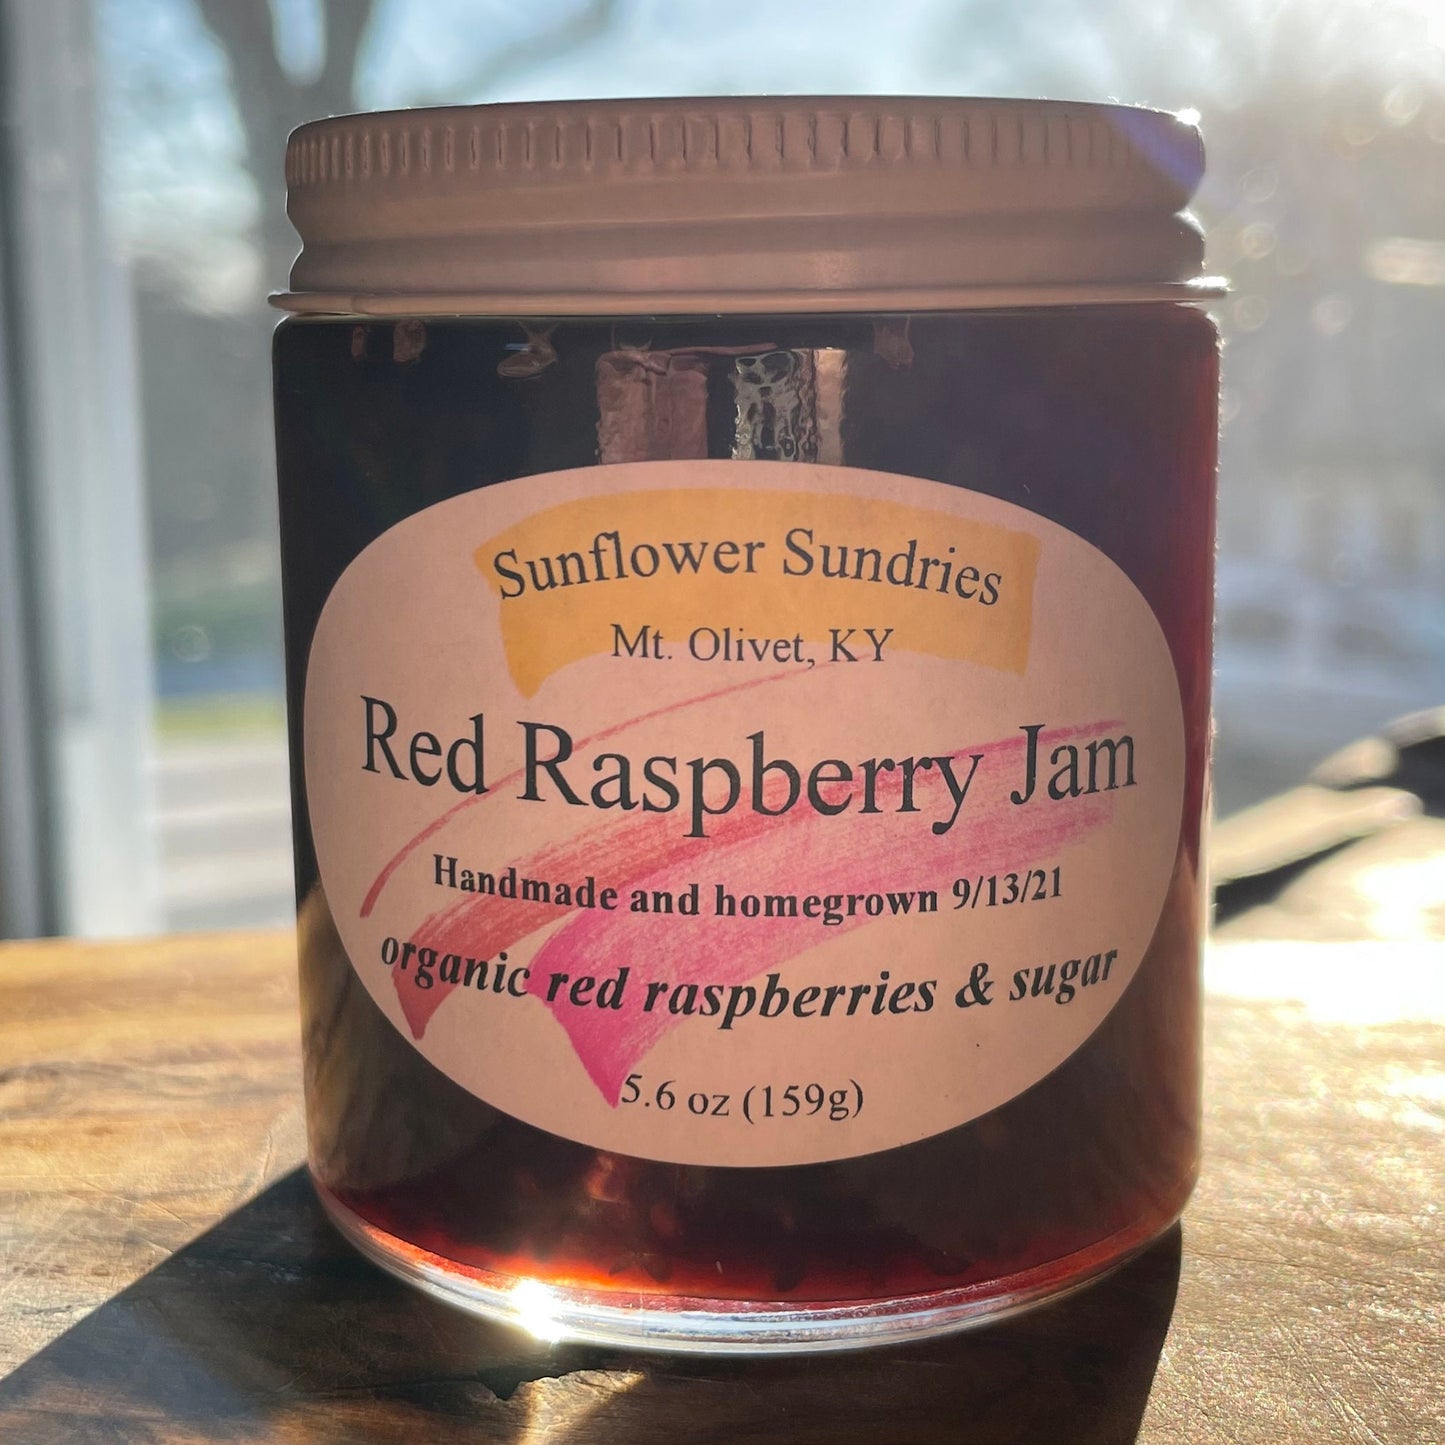 Sunflower Sundries
Mt. Olivet, KY
Red Raspberry Jam
Handmade and homegrown 9/13/21
organic red raspberries & sugar
5.6 oz (159g)